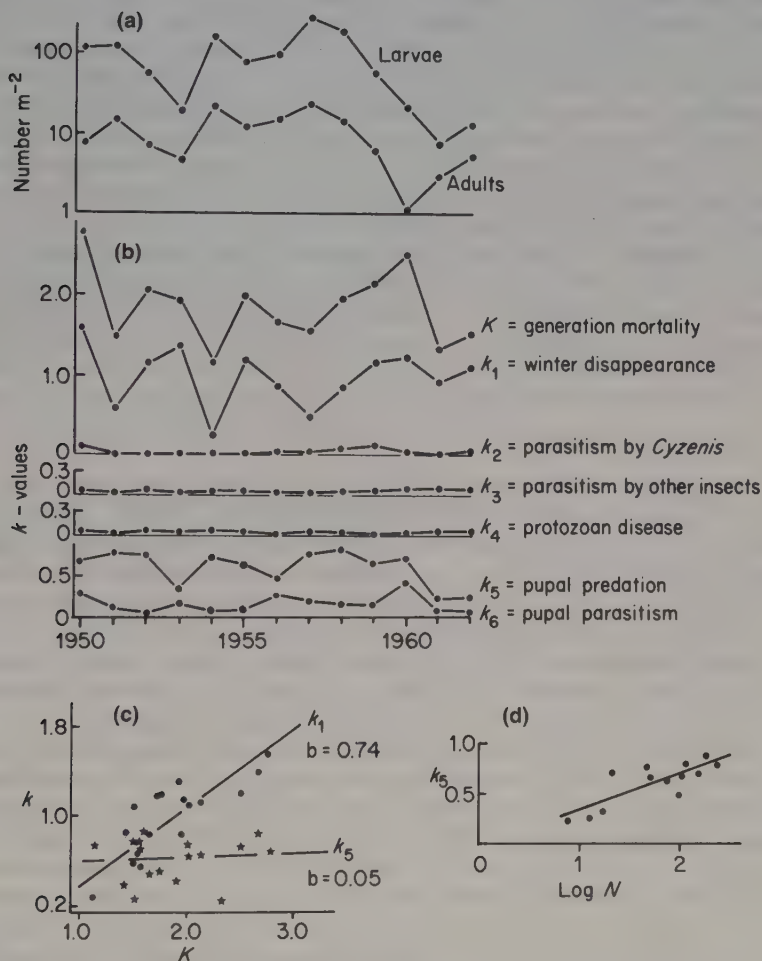 (a)
100
10
1
Number m⁻²
Larvae
Adults
(b)
2.0
1.0
0
0.3
0
0.3
0
0.5
0
k - values
K = generation mortality
k₁ = winter disappearance
k₂ = parasitism by Cyzenis
k₃ = parasitism by other insects
k₄ = protozoan disease
k₅ = pupal predation
k₆ = pupal parasitism
1950
1955
1960
(c)
1.8
1.0
0.2
k
k₁
b = 0.74
k₅
b = 0.05
1.0
2.0
3.0
K
(d)
1.0
0.5
k₅
0
1
2
Log N